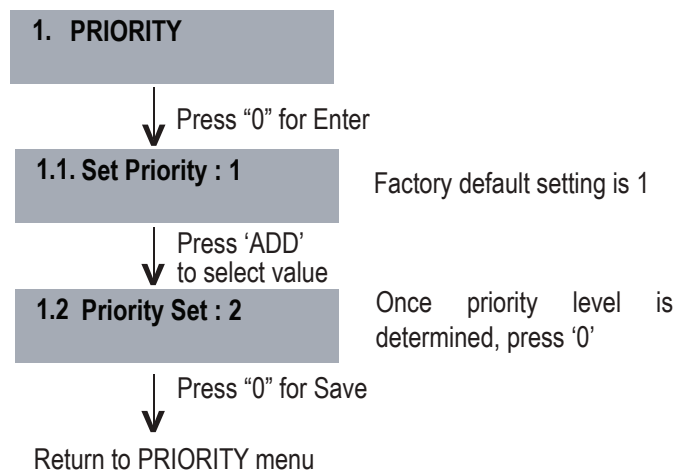 1. PRIORITY
Press “0” for Enter
1.1. Set Priority : 1
Factory default setting is 1
Press ‘ADD’
to select value
1.2 Priority Set : 2
Once priority level is
determined, press ‘0’
Press “0” for Save
Return to PRIORITY menu